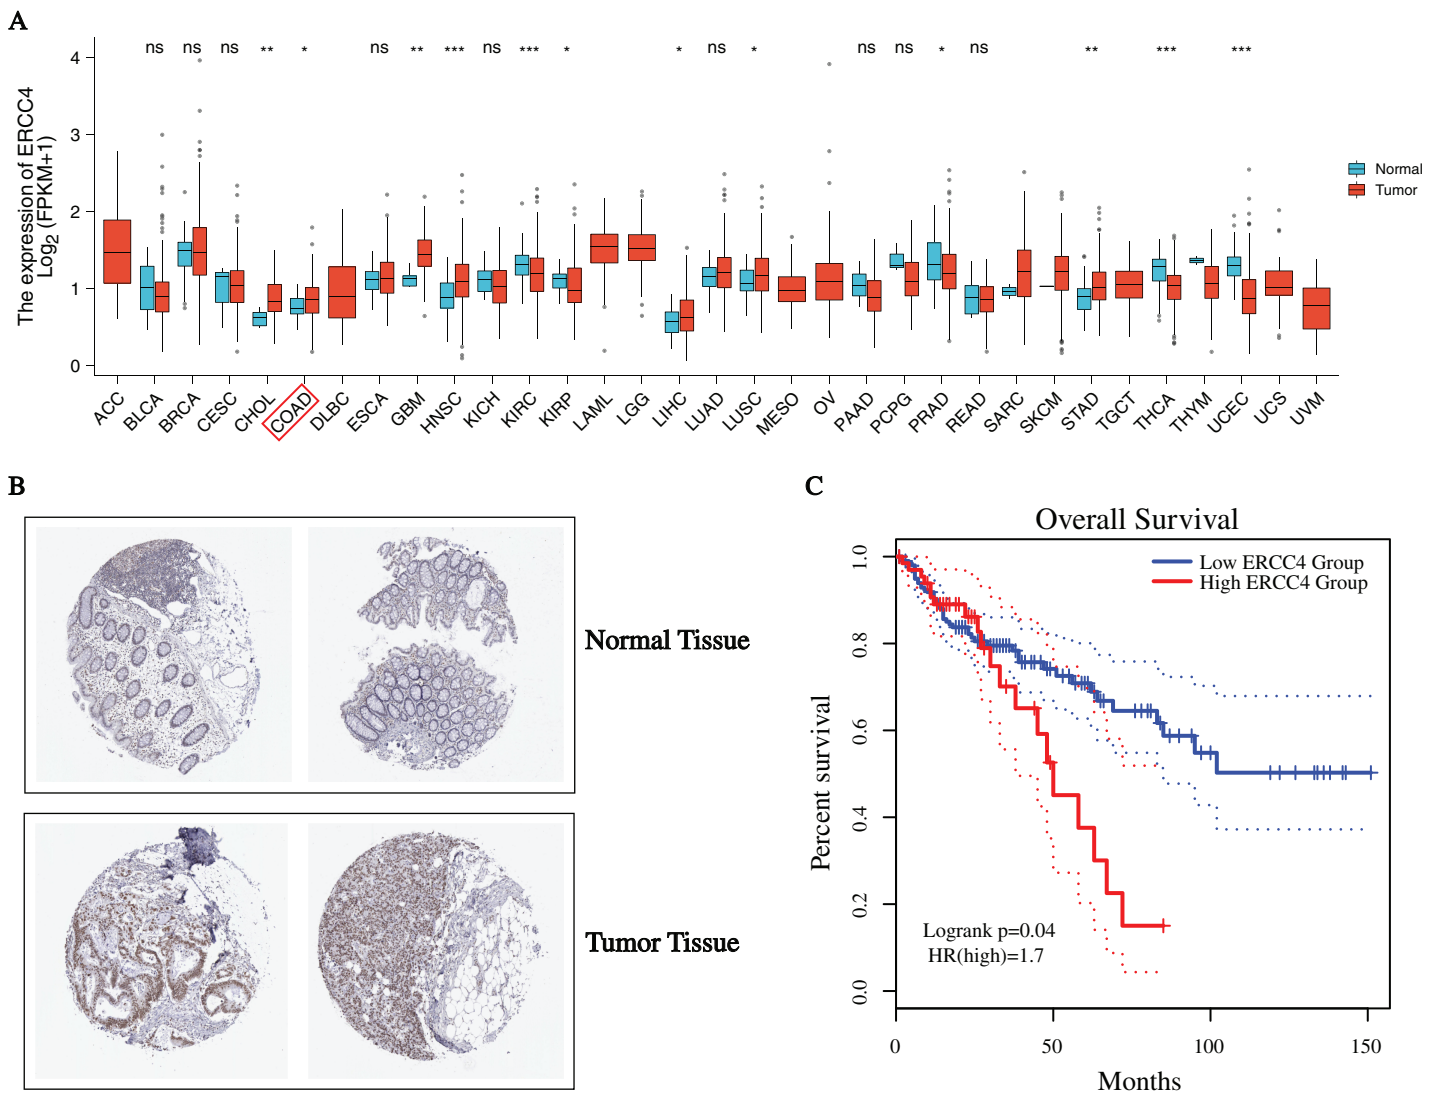 A
The expression of ERCC4
Log2 (FPKM+1)
4
3
2
1
0
ns ns ns ** * ns ** *** ns *** * * ns * ns ns * ns ** *** ***
Normal
Tumor
ACC BLCA BRCA CESC CHOL COAD DLBC ESCA GBM HNSC KICH KIRC KIRP LAML LGG LIHC LUAD LUSC MESO OV PAAD PCPG PRAD READ SARC SKCM STAD TGCT THCA THYM UCEC UCS UVM
B
Normal Tissue
Tumor Tissue
C
Overall Survival
Low ERCC4 Group
High ERCC4 Group
Percent survival
1.0
0.8
0.6
0.4
0.2
0.0
Logrank p=0.04
HR(high)=1.7
0 50 100 150
Months